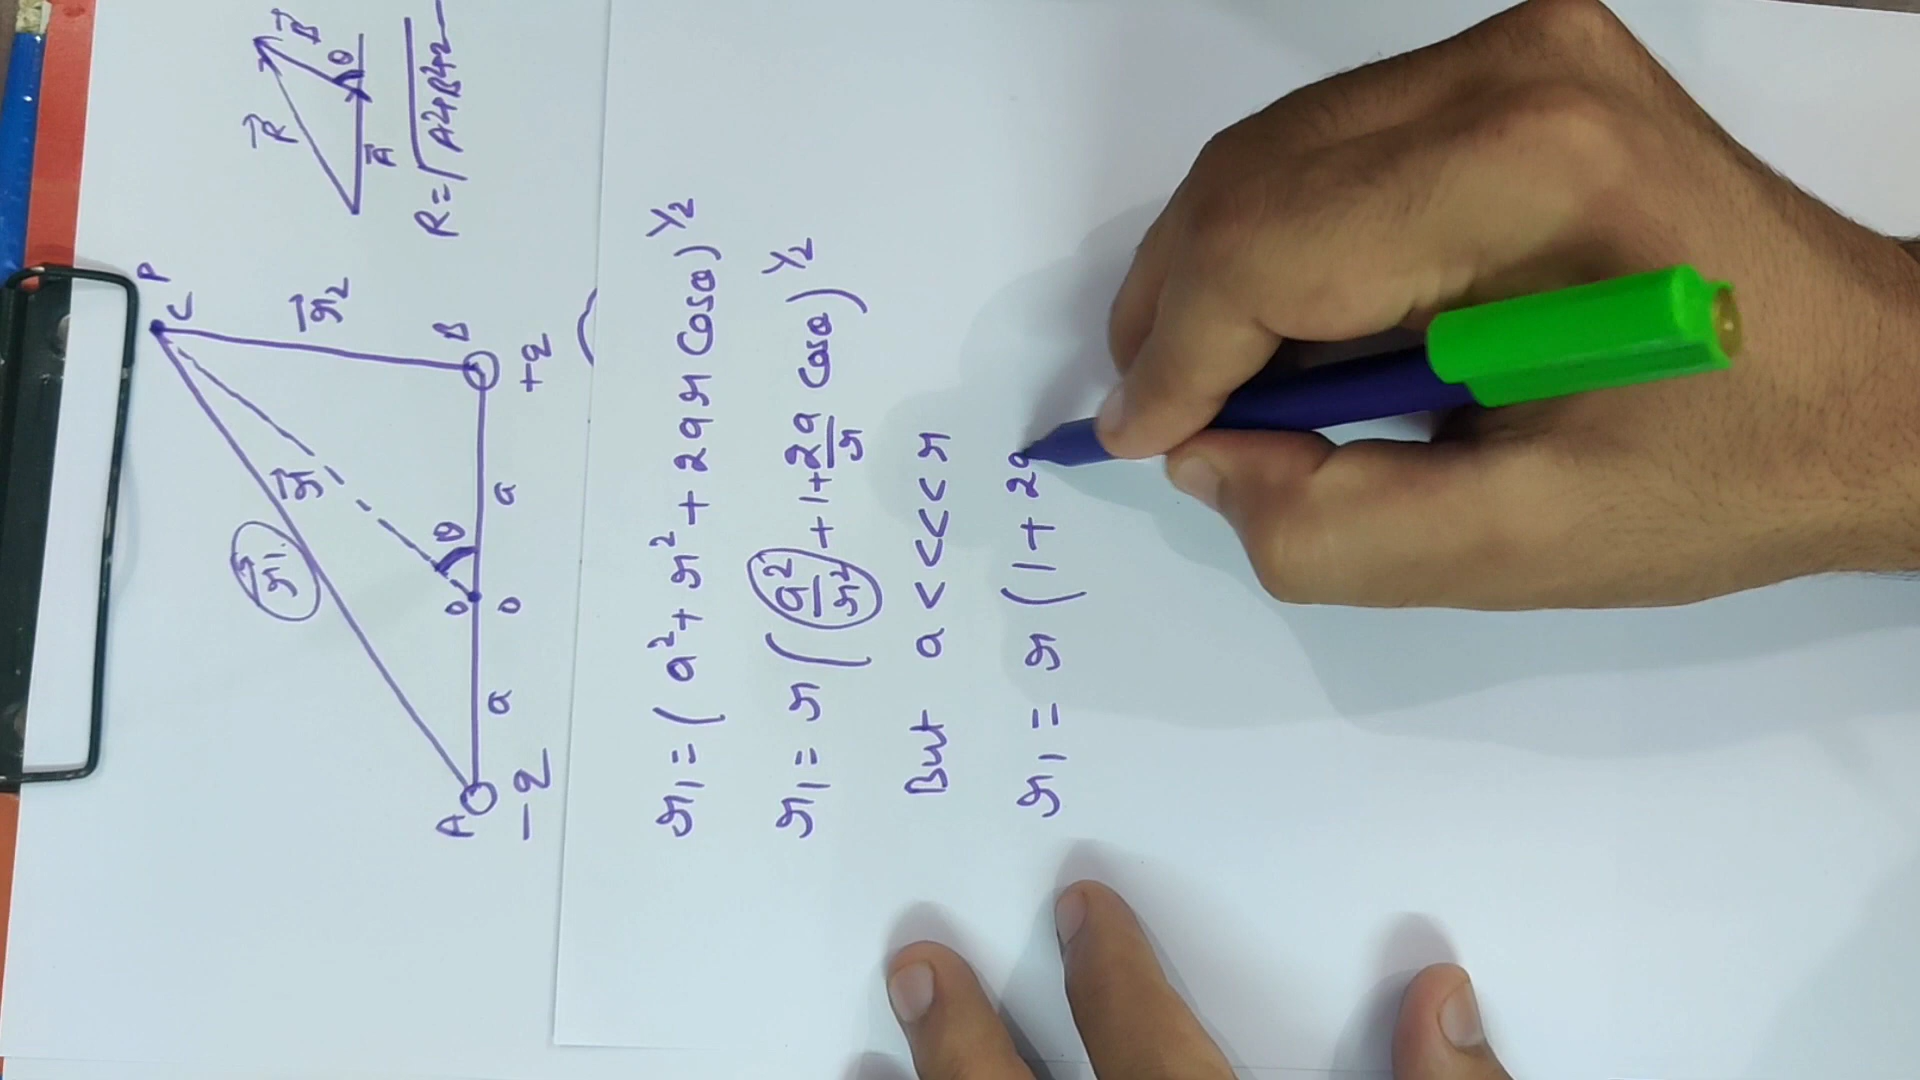 P
C
r⃗₁
r⃗
r⃗₂
θ
A
o
B
a
o
a
-q
+q
R⃗
B⃗
θ
A⃗
R = √A²+B²+2
r₁ = (a² + r² + 2ar Cosθ)^1/2
r₁ = r (a²/r² + 1 + 2a/r Cosθ)^1/2
But a <<<< r
r₁ = r (1 + 2a